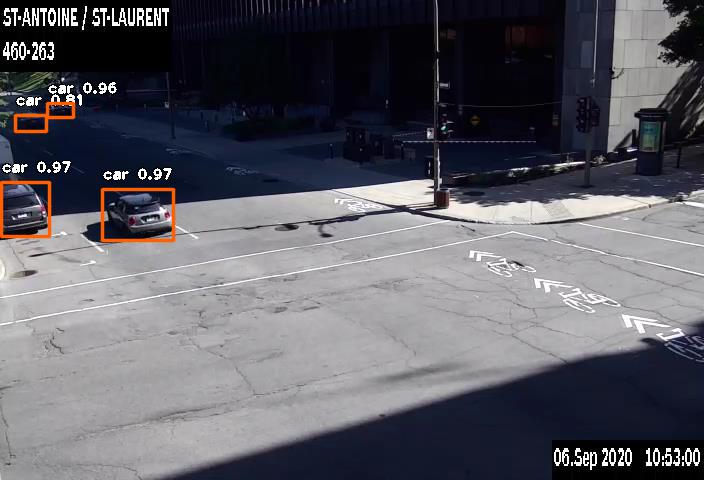 ST-ANTOINE / ST-LAURENT
460-263
car 0.96
car 0.81
car 0.97
car 0.97
06.Sep 2020 10:53:00